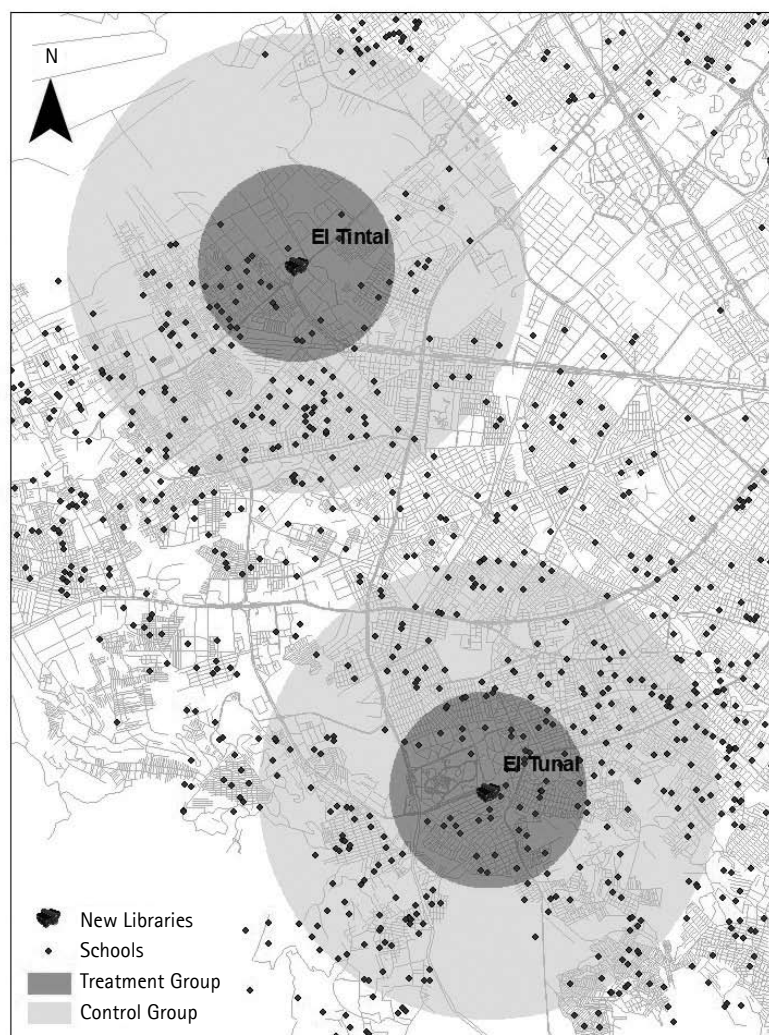 N
El Tintal
El Tunal
New Libraries
Schools
Treatment Group
Control Group